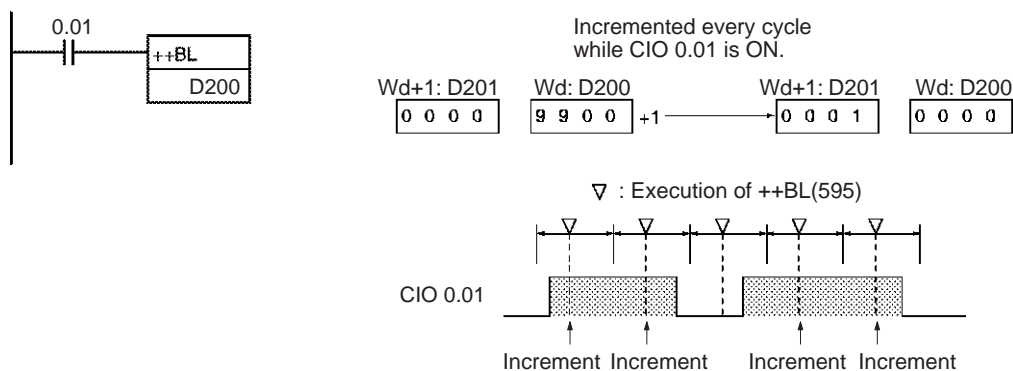 0.01
++BL
D200
Incremented every cycle
while CIO 0.01 is ON.
Wd+1: D201 Wd: D200 Wd+1: D201 Wd: D200
0 0 0 0 9 9 0 0 +1 0 0 0 1 0 0 0 0
▽ : Execution of ++BL(595)
CIO 0.01
Increment Increment Increment Increment